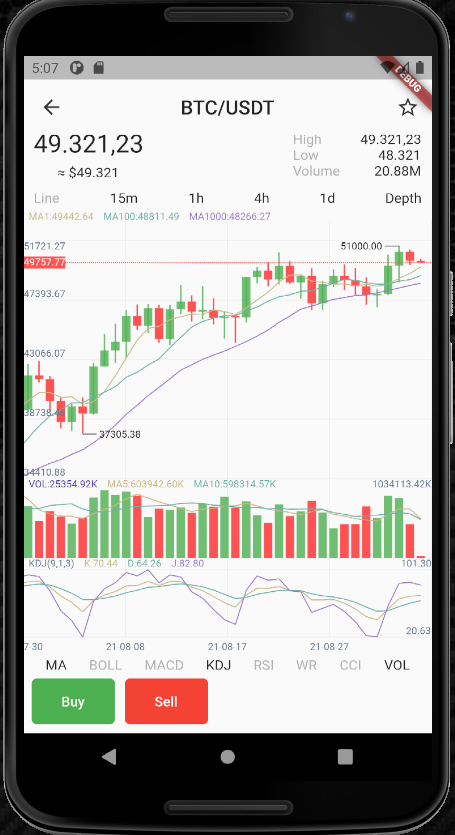 5:07
DEBUG
BTC/USDT
49.321,23
≈ $49.321
High 49.321,23
Low 48.321
Volume 20.88M
Line 15m 1h 4h 1d Depth
MA1:49442.64 MA100:48811.49 MA1000:48266.27
51721.27
51000.00
49757.77
47393.67
43066.07
38738.48
37305.38
34410.88
VOL:25354.92K MA5:603942.60K MA10:598314.57K 1034113.42K
KDJ(9,1,3) K:70.44 D:64.26 J:82.80 101.30
20.63
7-30 21-08-08 21-08-17 21-08-27
MA BOLL MACD KDJ RSI WR CCI VOL
Buy Sell